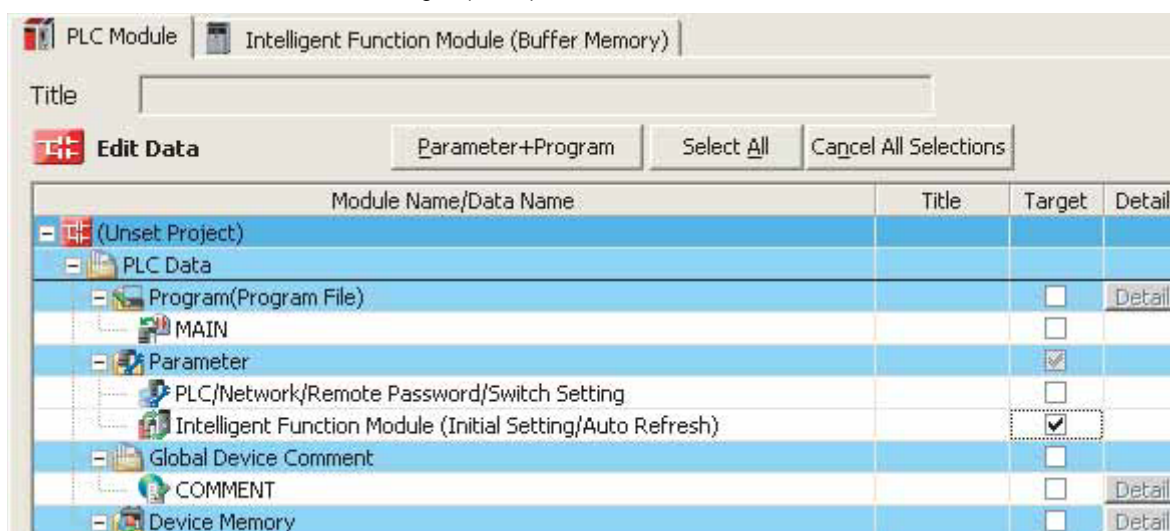 PLC Module Intelligent Function Module (Buffer Memory)
Title
Edit Data Parameter+Program Select All Cancel All Selections
Module Name/Data Name Title Target Detail
(Unset Project)
PLC Data
Program(Program File) Detail
MAIN
Parameter
PLC/Network/Remote Password/Switch Setting
Intelligent Function Module (Initial Setting/Auto Refresh)
Global Device Comment
COMMENT Detail
Device Memory Detail